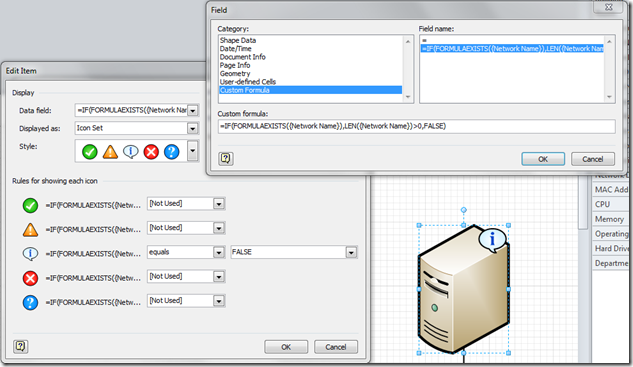 Field
Category:
Shape Data
Date/Time
Document Info
Page Info
Geometry
User-defined Cells
Custom Formula
Field name:
=
=IF(FORMULAEXISTS({Network Name}),LEN({Network Nam
Custom formula:
=IF(FORMULAEXISTS({Network Name}),LEN({Network Name})>0,FALSE)
OK
Cancel
Edit Item
Display
Data field:
=IF(FORMULAEXISTS({Network Nar
Displayed as:
Icon Set
Style:
Rules for showing each icon
=IF(FORMULAEXISTS({Netw...
[Not Used]
=IF(FORMULAEXISTS({Netw...
[Not Used]
=IF(FORMULAEXISTS({Netw...
equals
FALSE
=IF(FORMULAEXISTS({Netw...
[Not Used]
=IF(FORMULAEXISTS({Netw...
[Not Used]
OK
Cancel
MAC Addr
CPU
Memory
Operating
Hard Drive
Departme